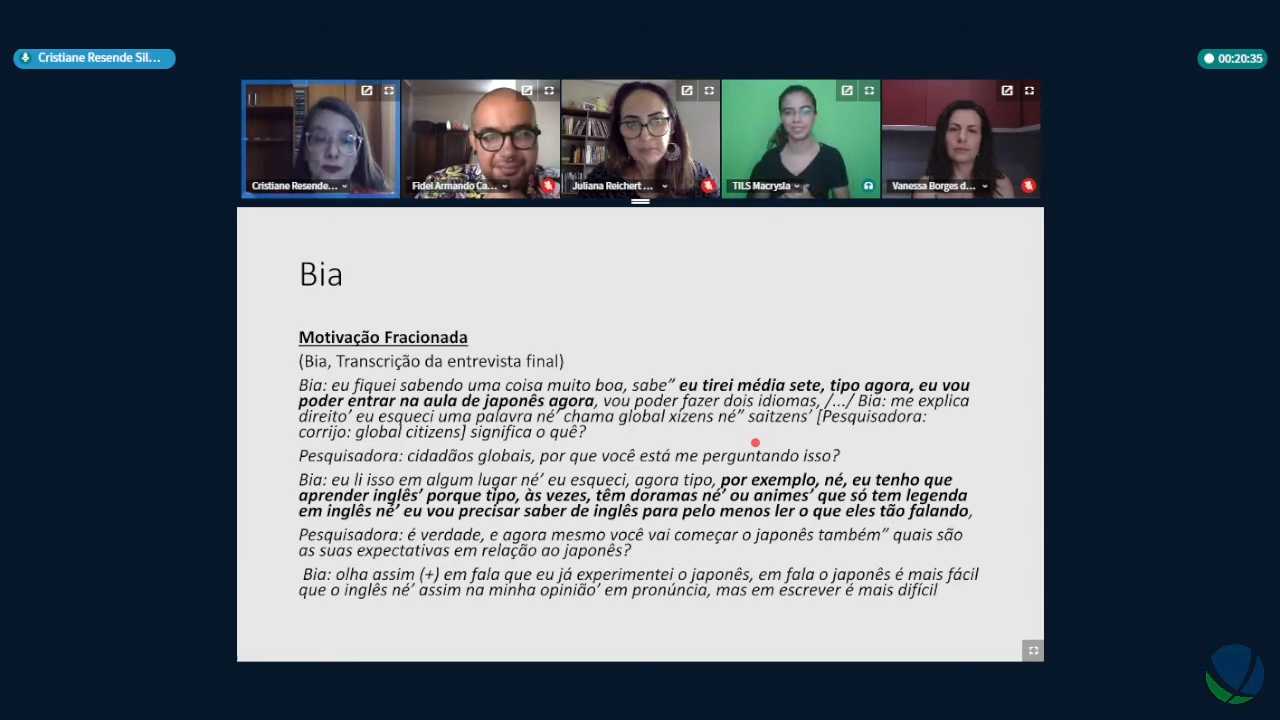 Cristiane Resende Sil...
00:20:35
Cristiane Resende...
Fidel Armando Ca...
Juliana Reichert ...
TILS Macrysla
Vanessa Borges d...
Bia
Motivação Fracionada
(Bia, Transcrição da entrevista final)
Bia: eu fiquei sabendo uma coisa muito boa, sabe” eu tirei média sete, tipo agora, eu vou
poder entrar na aula de japonês agora, vou poder fazer dois idiomas, /.../ Bia: me explica
direito’ eu esqueci uma palavra né’ chama global xizens né” saitzens’ [Pesquisadora:
corrijo: global citizens] significa o quê?
Pesquisadora: cidadãos globais, por que você está me perguntando isso?
Bia: eu li isso em algum lugar né’ eu esqueci, agora tipo, por exemplo, né, eu tenho que
aprender inglês’ porque tipo, às vezes, têm doramas né’ ou animes’ que só tem legenda
em inglês né’ eu vou precisar saber de inglês para pelo menos ler o que eles tão falando,
Pesquisadora: é verdade, e agora mesmo você vai começar o japonês também” quais são
as suas expectativas em relação ao japonês?
Bia: olha assim (+) em fala que eu já experimentei o japonês, em fala o japonês é mais fácil
que o inglês né’ assim na minha opinião’ em pronúncia, mas em escrever é mais difícil